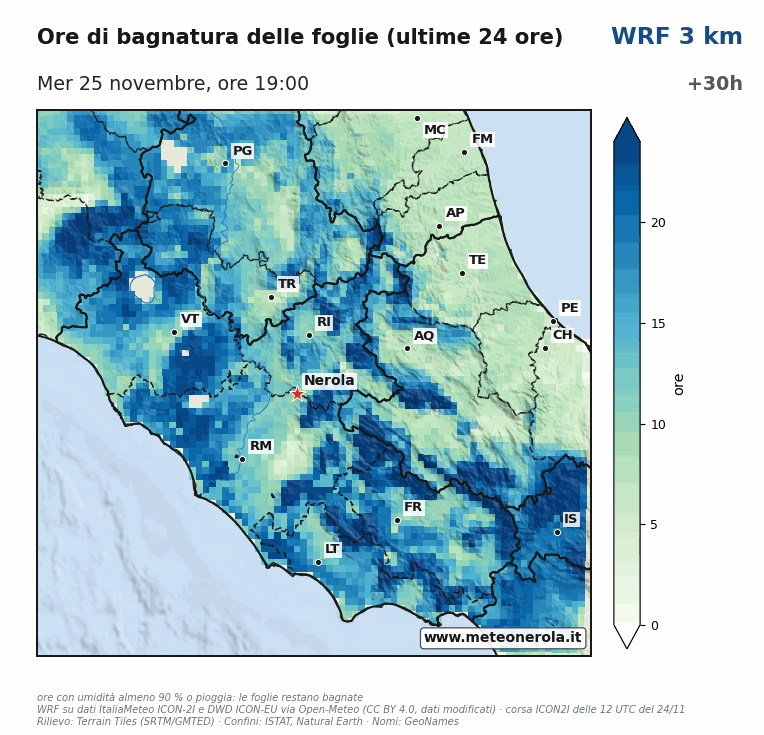 Ore di bagnatura delle foglie (ultime 24 ore)
WRF 3 km
Mer 25 novembre, ore 19:00
+30h
MC
FM
PG
AP
TE
TR
PE
VT
RI
AQ
CH
Nerola
RM
FR
IS
LT
www.meteonerola.it
20
15
10
5
0
ore
ore con umidità almeno 90 % o pioggia: le foglie restano bagnate
WRF su dati ItaliaMeteo ICON-2I e DWD ICON-EU via Open-Meteo (CC BY 4.0, dati modificati) · corsa ICON2I delle 12 UTC del 24/11
Rilievo: Terrain Tiles (SRTM/GMTED) · Confini: ISTAT, Natural Earth · Nomi: GeoNames